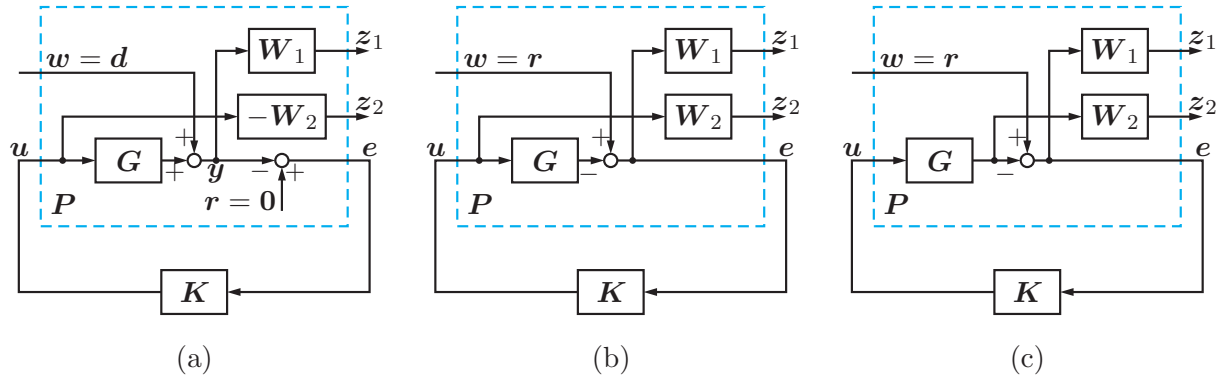 w = d
W₁
z₁
-W₂
z₂
+
u
G
+
y
-
+
e
r = 0
P
K
(a)
w = r
W₁
z₁
W₂
z₂
+
u
G
-
e
P
K
(b)
w = r
W₁
z₁
W₂
z₂
+
u
G
-
e
P
K
(c)